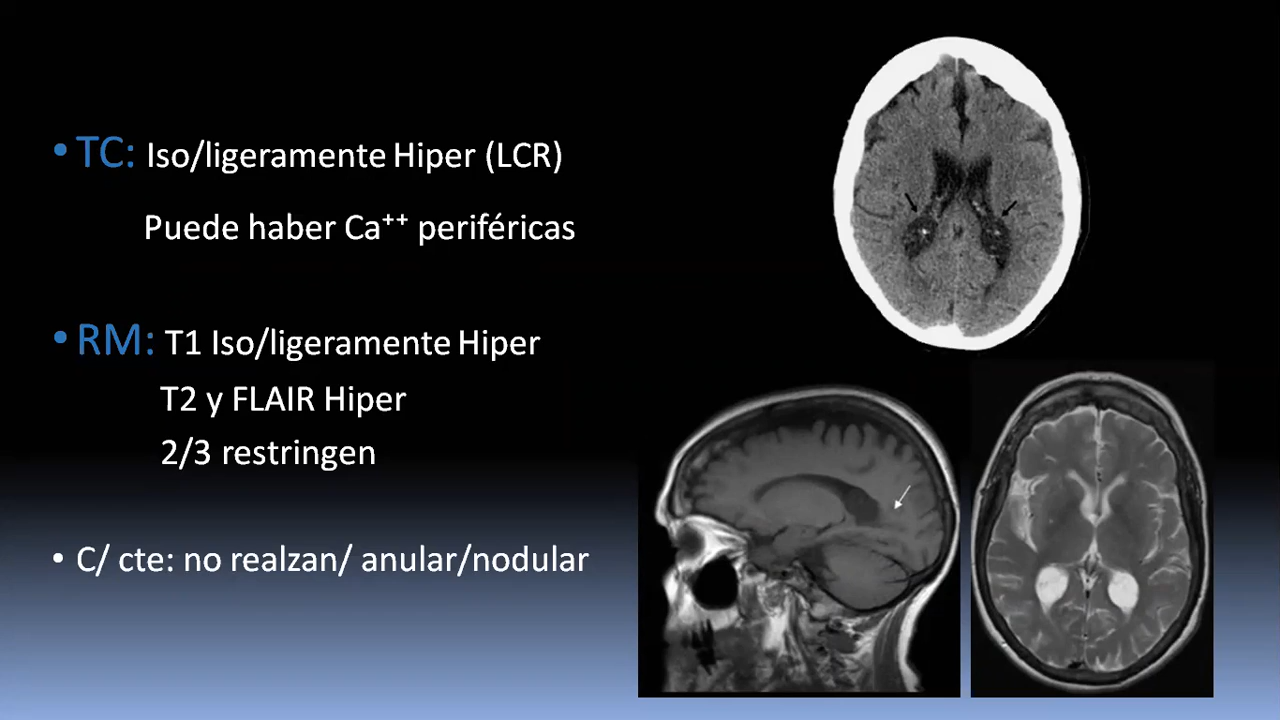 • TC: Iso/ligeramente Hiper (LCR)
Puede haber Ca⁺⁺ periféricas
• RM: T1 Iso/ligeramente Hiper
T2 y FLAIR Hiper
2/3 restringen
• C/ cte: no realzan/ anular/nodular